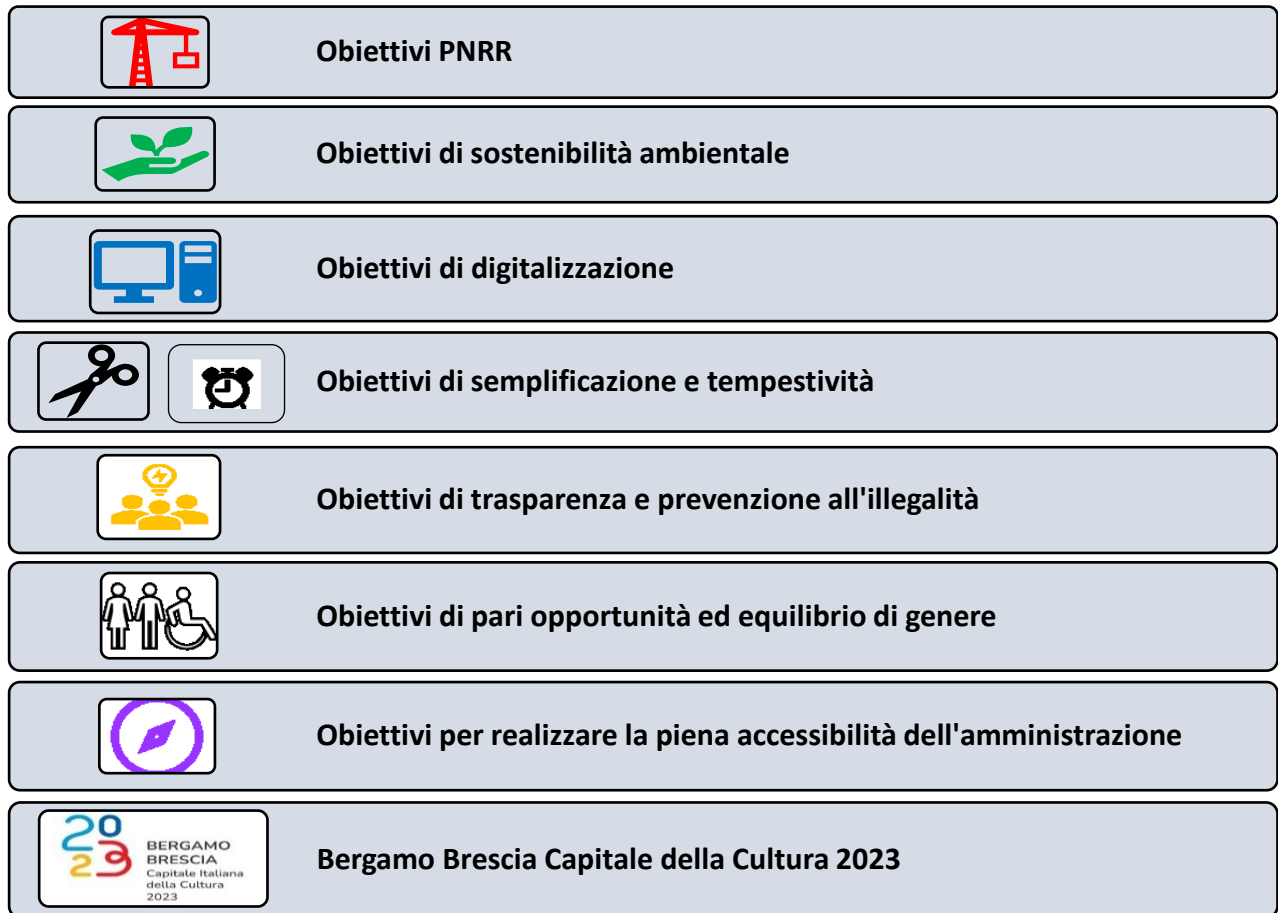 Obiettivi PNRR
Obiettivi di sostenibilità ambientale
Obiettivi di digitalizzazione
Obiettivi di semplificazione e tempestività
Obiettivi di trasparenza e prevenzione all'illegalità
Obiettivi di pari opportunità ed equilibrio di genere
Obiettivi per realizzare la piena accessibilità dell'amministrazione
2023
BERGAMO
BRESCIA
Capitale Italiana
della Cultura
2023
Bergamo Brescia Capitale della Cultura 2023